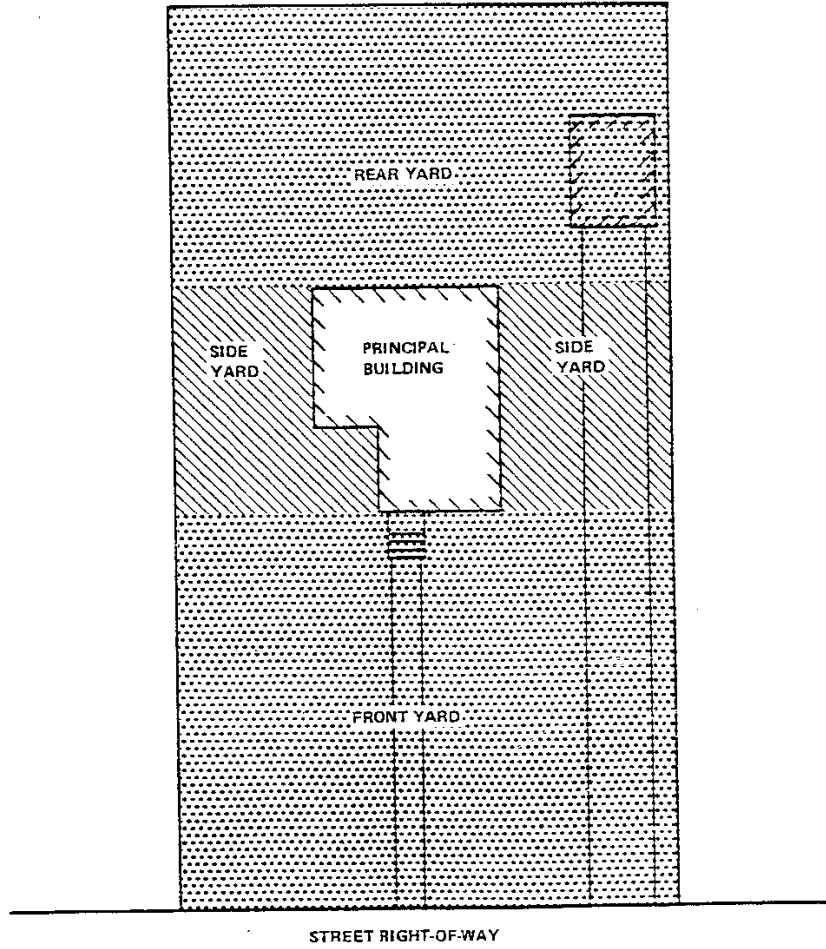 REAR YARD
SIDE
YARD
PRINCIPAL
BUILDING
SIDE
YARD
FRONT YARD
STREET RIGHT-OF-WAY